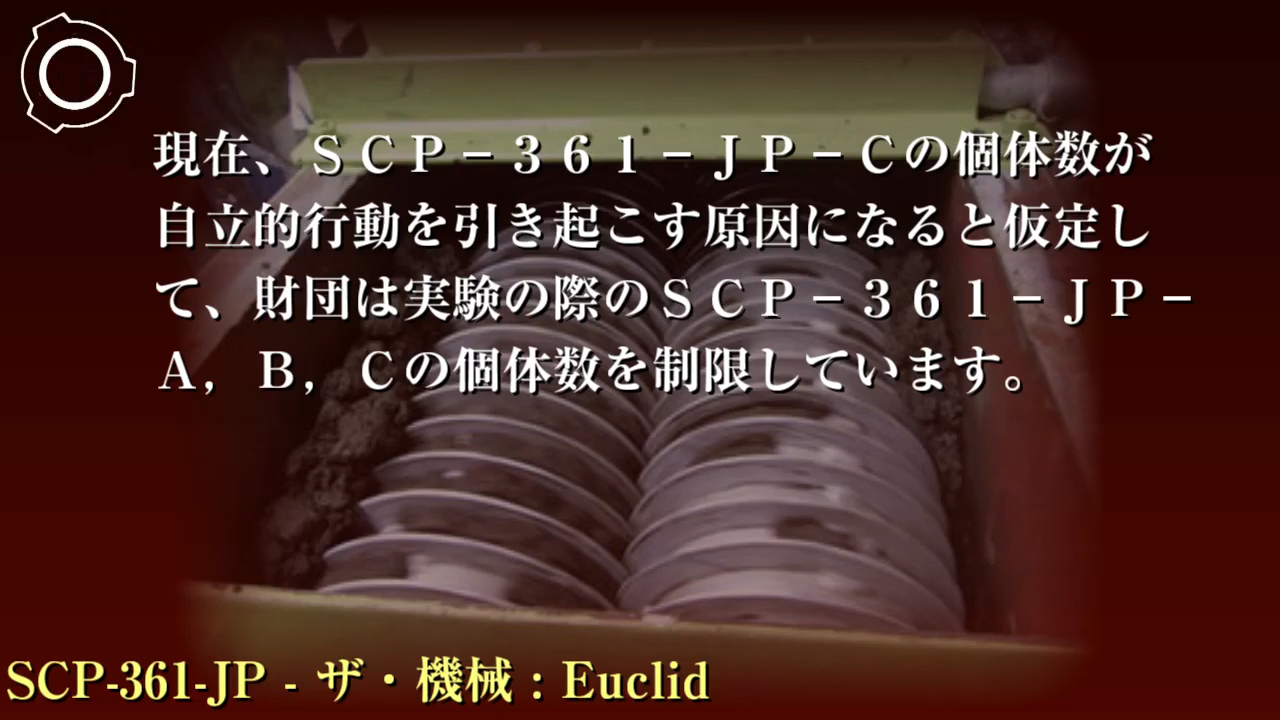 現在、ＳＣＰ－３６１－ＪＰ－Ｃの個体数が
自立的行動を引き起こす原因になると仮定し
て、財団は実験の際のＳＣＰ－３６１－ＪＰ－
Ａ，Ｂ，Ｃの個体数を制限しています。
SCP-361-JP - ザ・機械 : Euclid